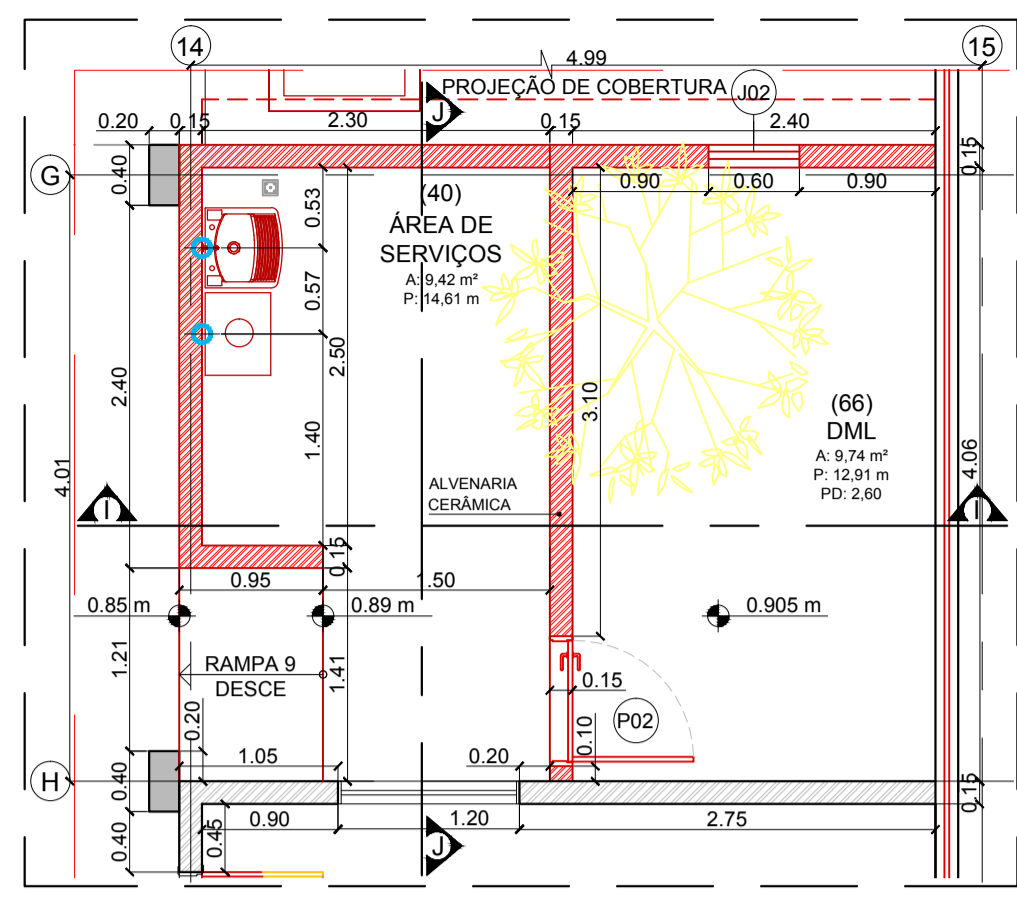 14
15
4.99
PROJEÇÃO DE COBERTURA
J02
J
0.20
0.15
2.30
0.15
2.40
G
0.40
0.15
0.90
0.60
0.90
0.53
(40)
ÁREA DE
SERVIÇOS
A: 9,42 m²
P: 14,61 m
0.57
2.50
2.40
3.10
1.40
(66)
DML
A: 9,74 m²
P: 12,91 m
PD: 2,60
4.01
4.06
ALVENARIA
CERÂMICA
I
I
0.15
0.95
1.50
0.85 m
0.89 m
0.905 m
1.21
RAMPA 9
DESCE
1.41
0.15
P02
0.20
0.10
1.05
0.20
H
0.40
0.15
0.90
1.20
2.75
0.40
0.45
J